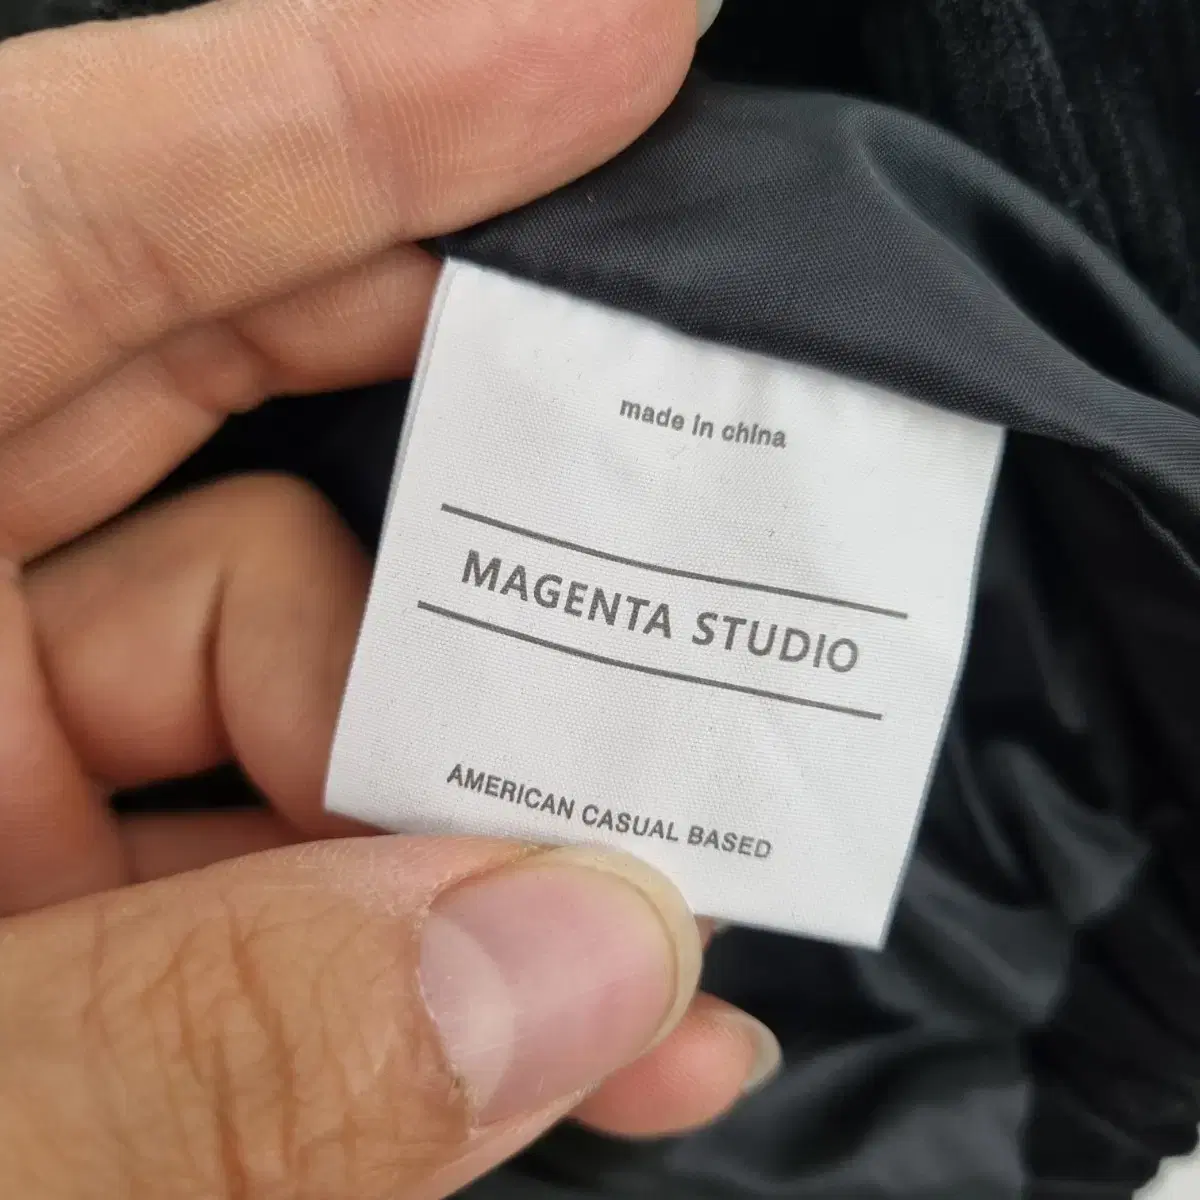 made in china
MAGENTA STUDIO
AMERICAN CASUAL BASED